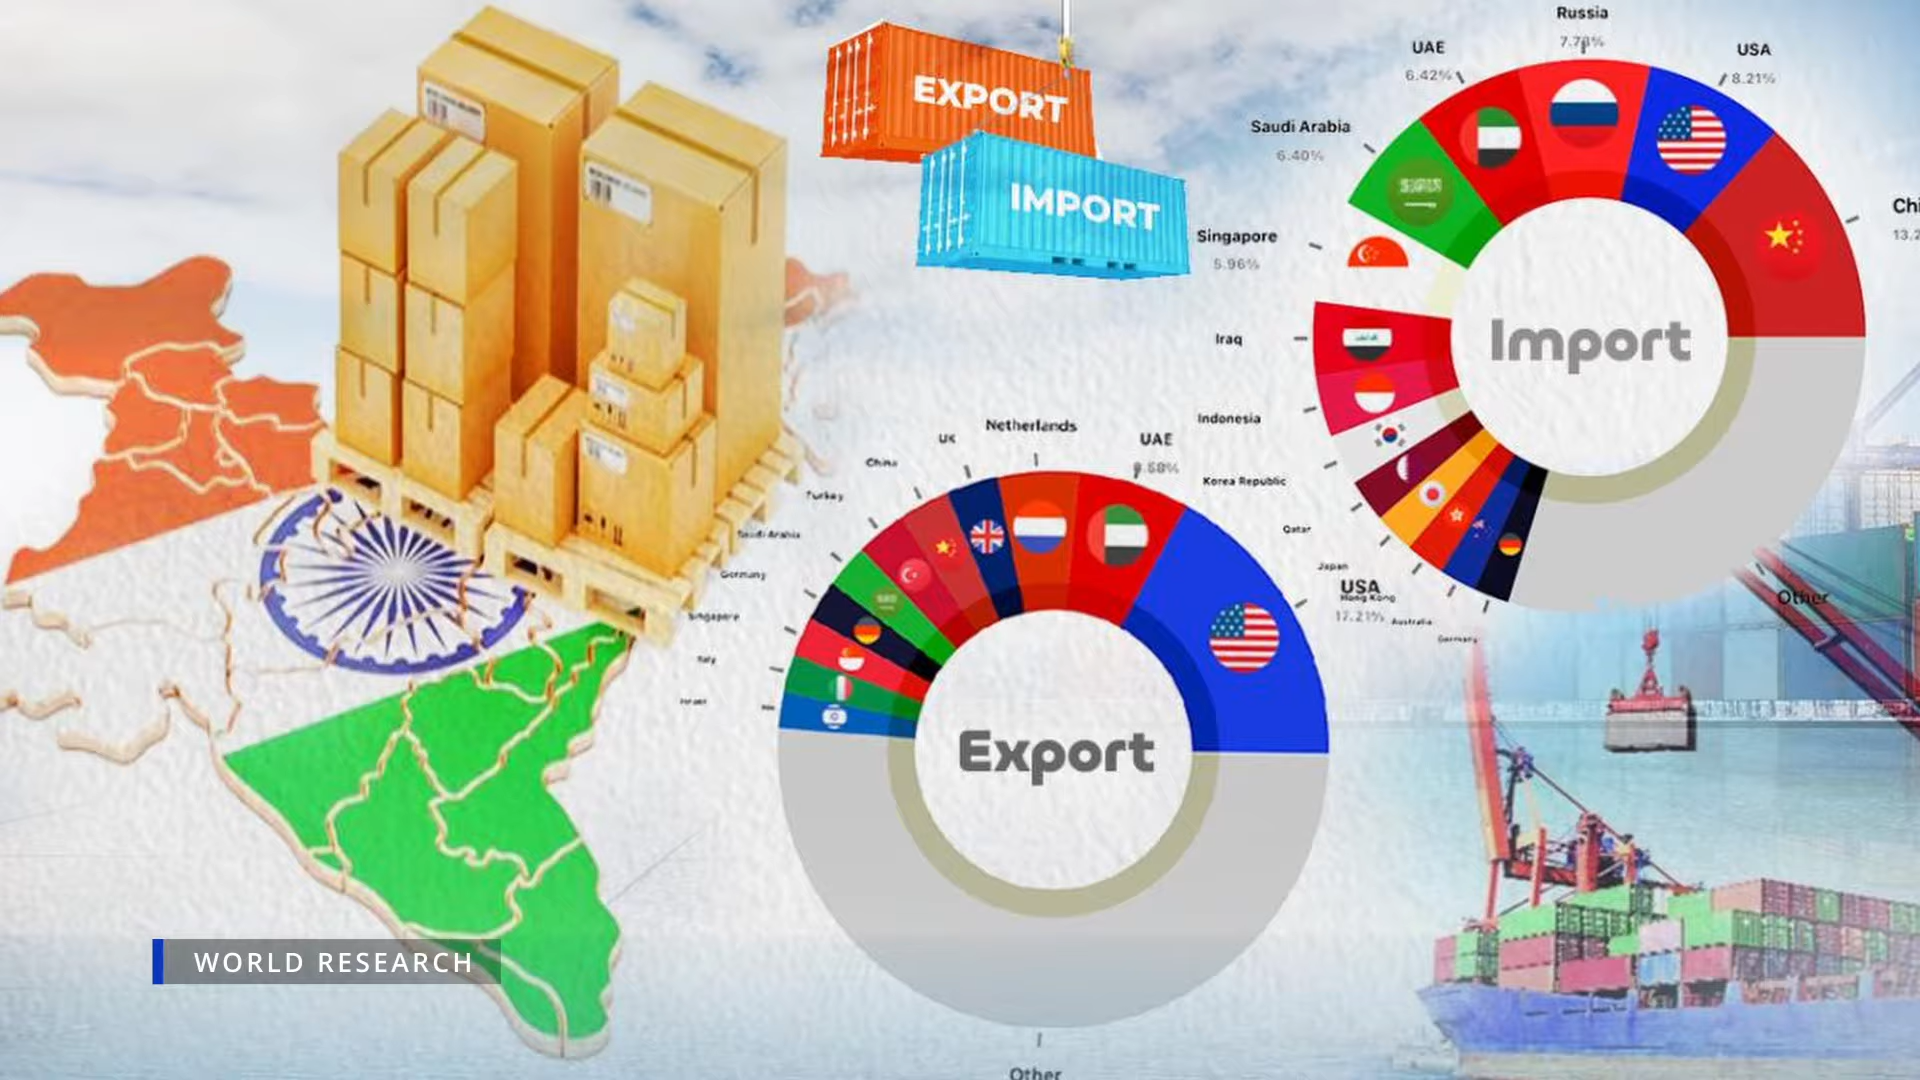 EXPORT
IMPORT
Russia
UAE
6.42%
USA
8.21%
Saudi Arabia
6.40%
Singapore
5.96%
Iraq
Indonesia
Korea Republic
Qatar
Japan
Hong Kong
Australia
Germany
Other
Import
Netherlands
UAE
UK
China
Turkey
Saudi Arabia
Germany
Singapore
Italy
USA
17.21%
Export
Other
WORLD RESEARCH